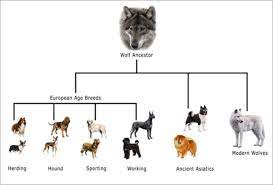 Wolf Ancestor
European Age Breeds
Herding
Hound
Sporting
Working
Ancient Asiatics
Modern Wolves